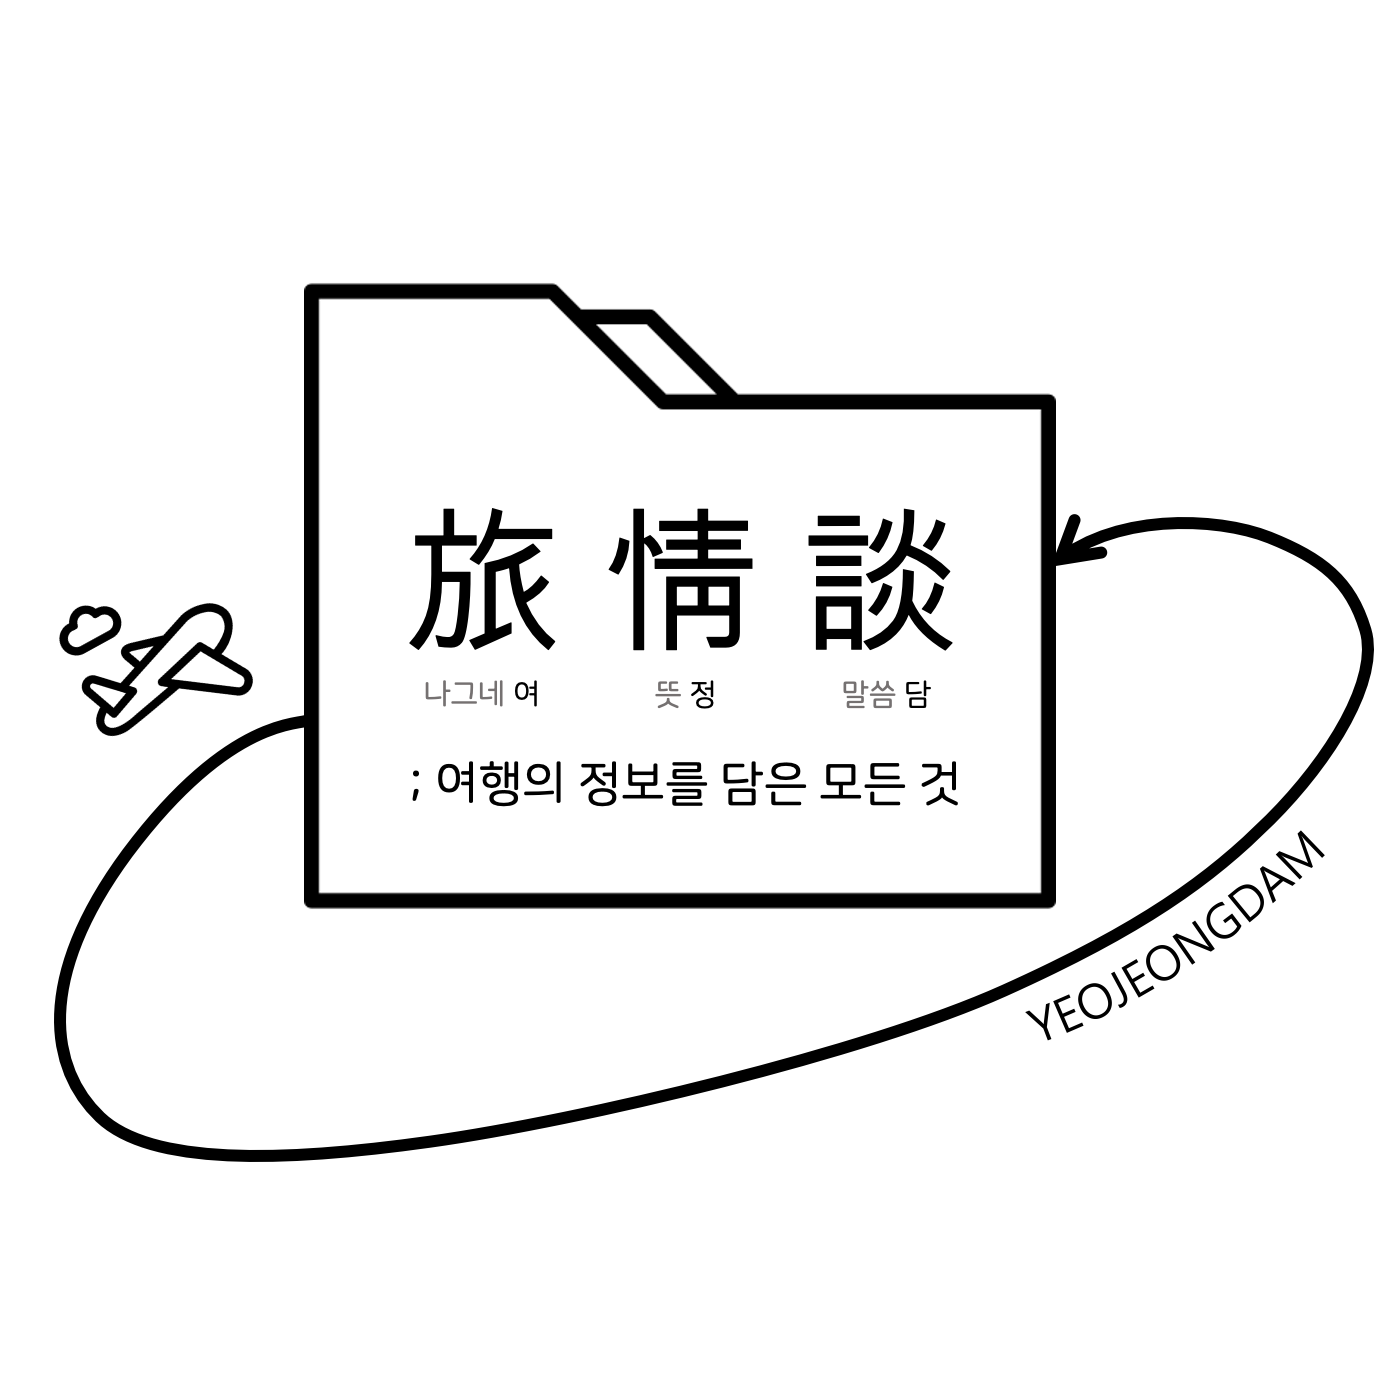 旅情談
나그네 여 뜻 정 말씀 담
; 여행의 정보를 담은 모든 것
YEOJEONGDAM